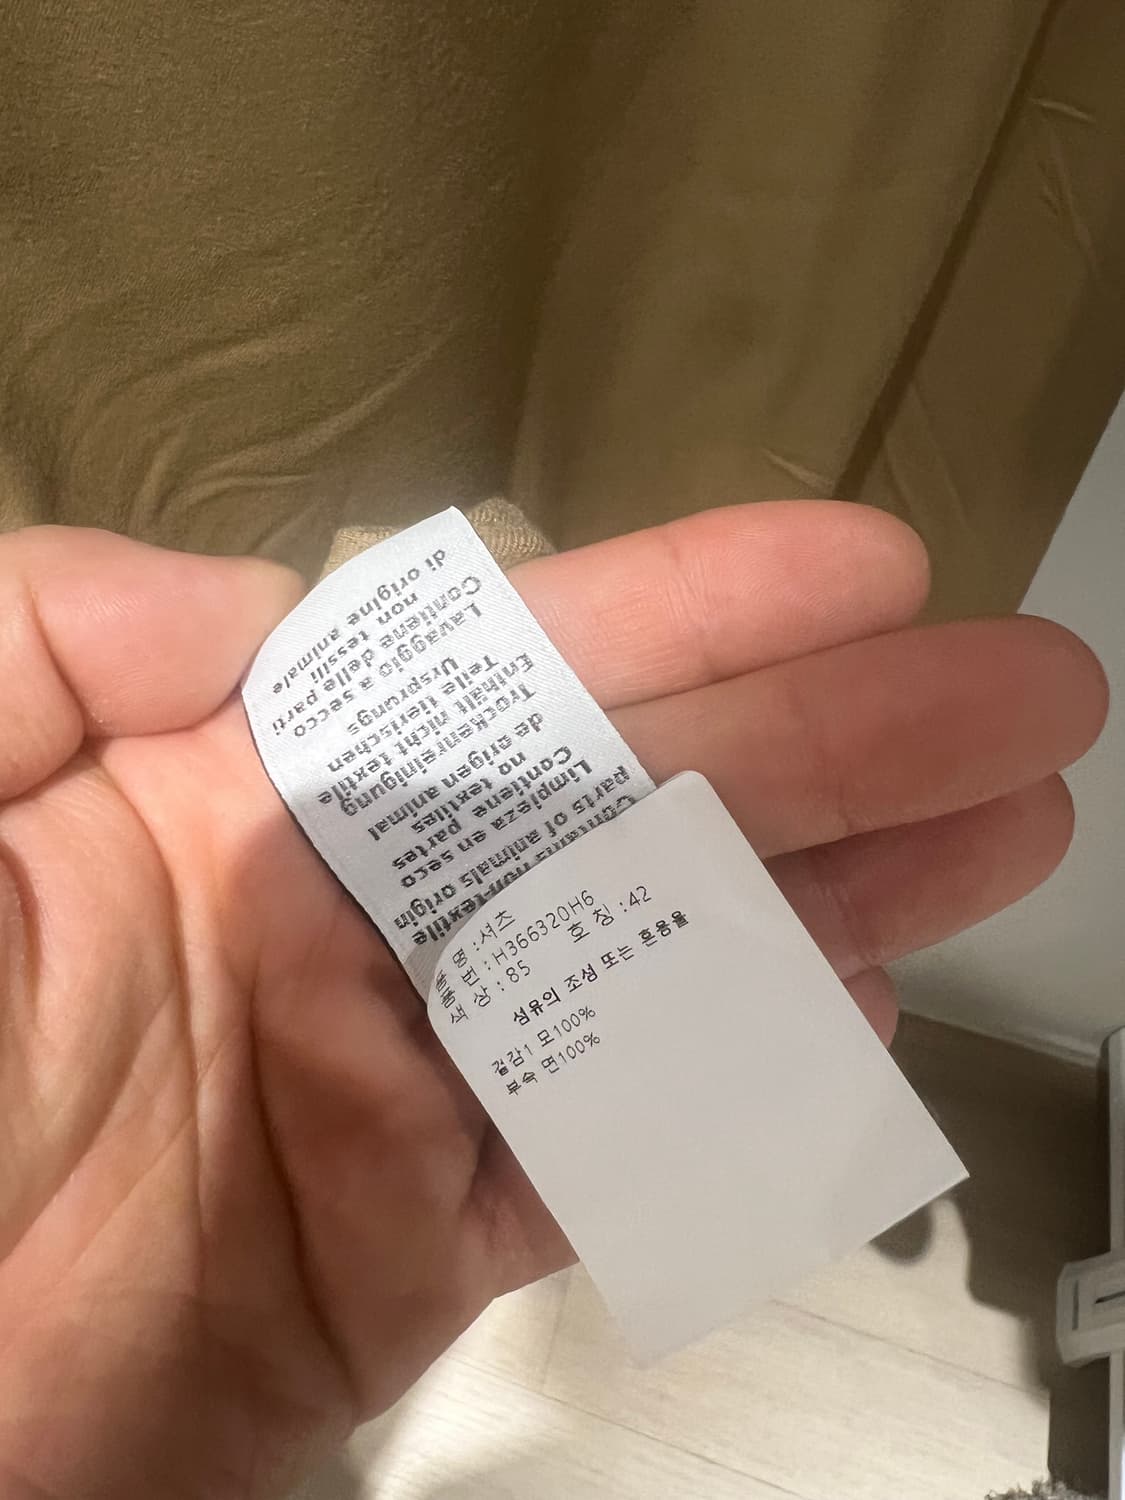 Contains non-textile
parts of animals origin
Limpieza en seco
Contiene partes
no textiles
de origen animal
Trockenreinigung
Enthält nicht textile
Teile tierischen
Ursprungs
Lavaggio a secco
Contiene delle parti
non tessili
di origine animale
품 명 : 셔츠
품 번 : H366320H6
색 상 : 85 호 칭 : 42
섬유의 조성 또는 혼용율
겉감1 모100%
부속 면100%